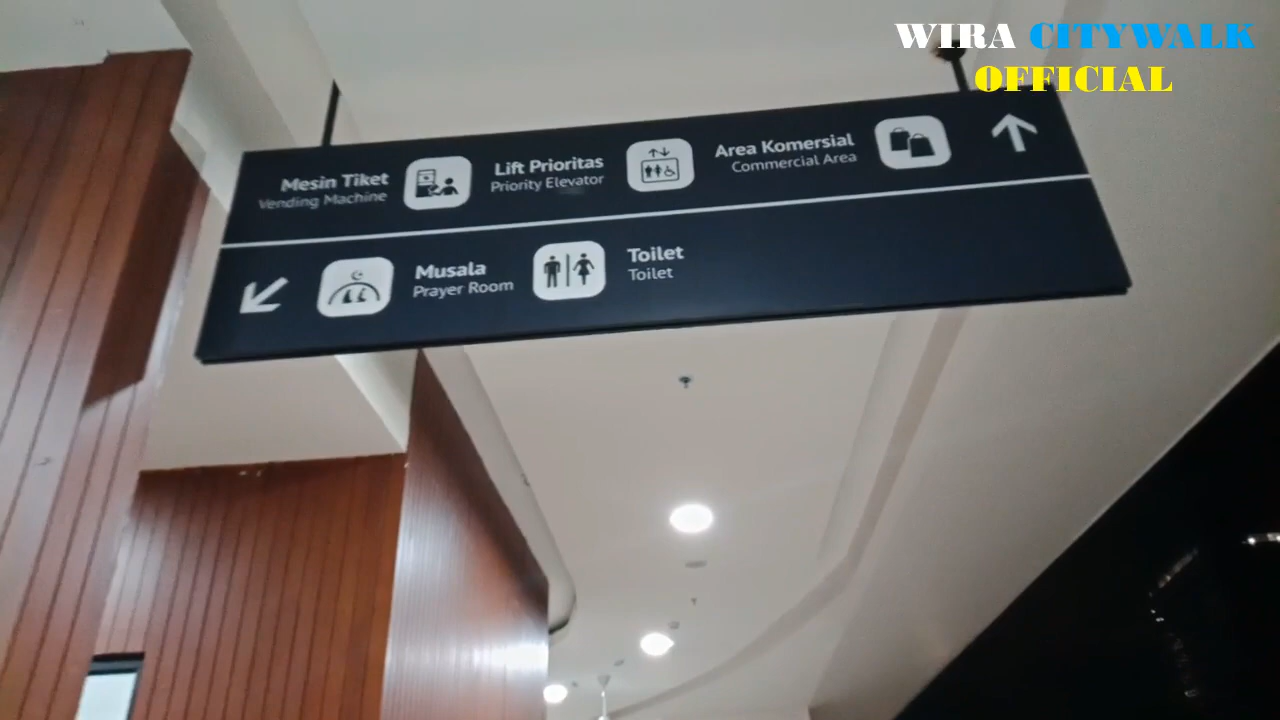 WIRA CITYWALK
OFFICIAL
Mesin Tiket
Vending Machine
Lift Prioritas
Priority Elevator
Area Komersial
Commercial Area
Musala
Prayer Room
Toilet
Toilet